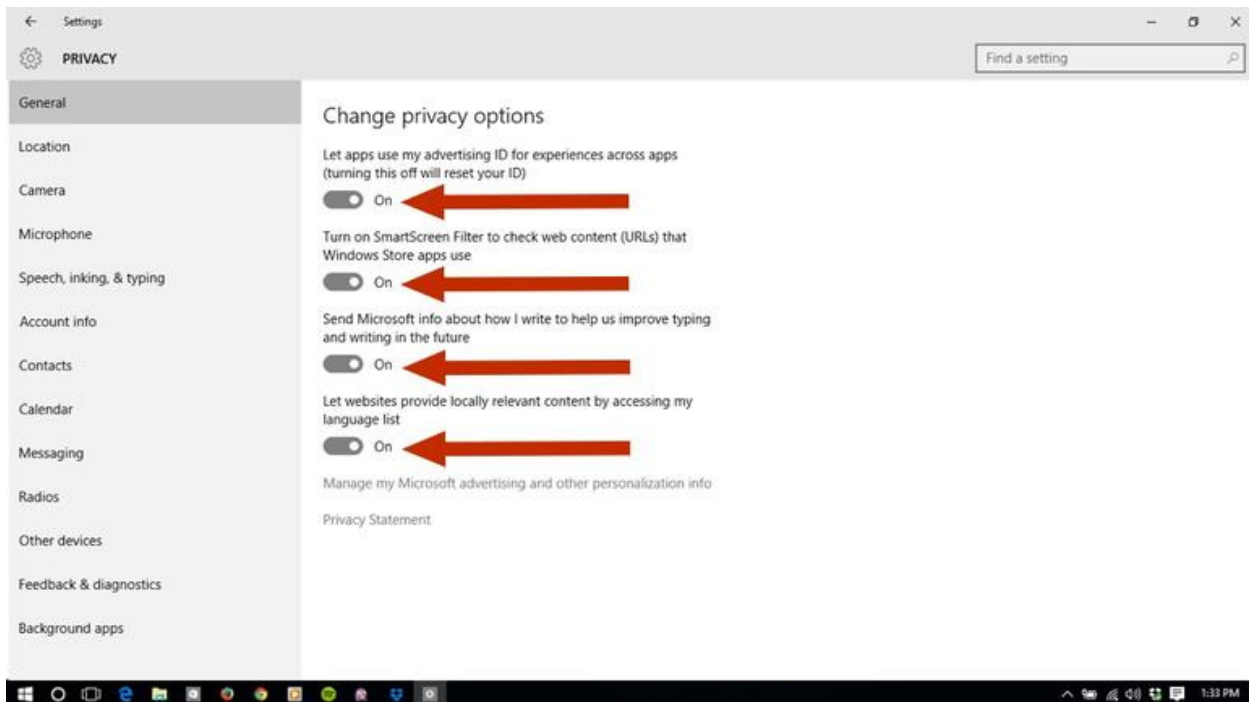 Settings
PRIVACY
Find a setting
General
Location
Camera
Microphone
Speech, inking, & typing
Account info
Contacts
Calendar
Messaging
Radios
Other devices
Feedback & diagnostics
Background apps
Change privacy options
Let apps use my advertising ID for experiences across apps
(turning this off will reset your ID)
On
Turn on SmartScreen Filter to check web content (URLs) that
Windows Store apps use
On
Send Microsoft info about how I write to help us improve typing
and writing in the future
On
Let websites provide locally relevant content by accessing my
language list
On
Manage my Microsoft advertising and other personalization info
Privacy Statement
1:33 PM